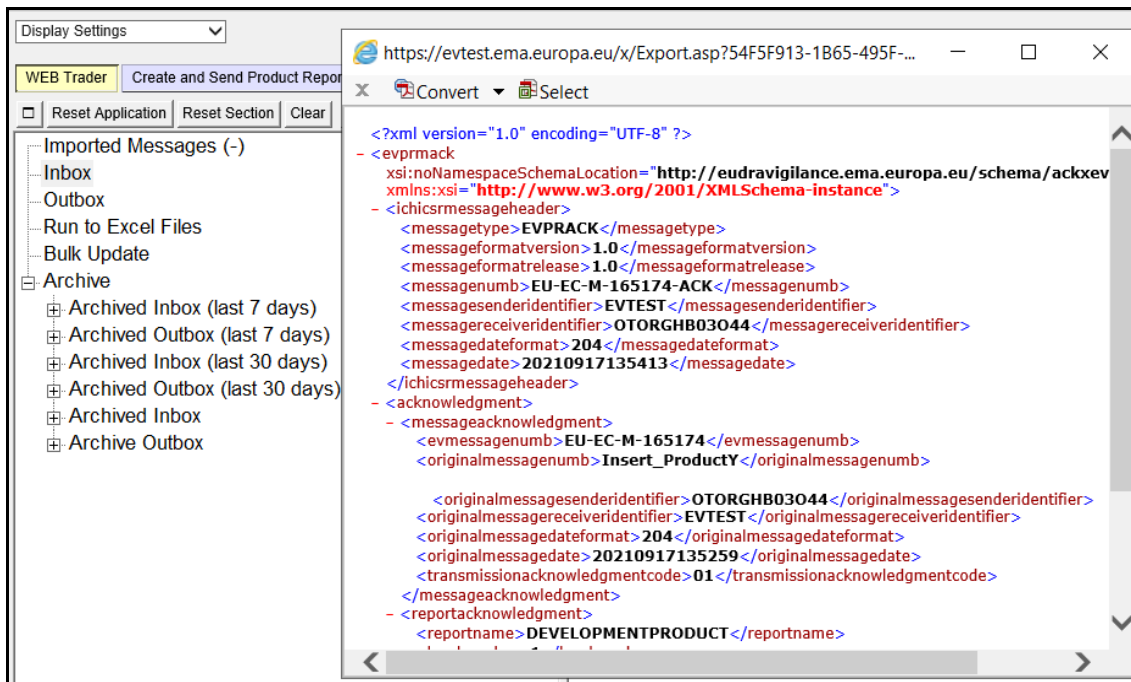 Display Settings
WEB Trader
Create and Send Product Repor
Reset Application
Reset Section
Clear
Imported Messages (-)
Inbox
Outbox
Run to Excel Files
Bulk Update
Archive
Archived Inbox (last 7 days)
Archived Outbox (last 7 days)
Archived Inbox (last 30 days)
Archived Outbox (last 30 days)
Archived Inbox
Archive Outbox
https://evtest.ema.europa.eu/x/Export.asp?54F5F913-1B65-495F-...
x Convert Select
<?xml version="1.0" encoding="UTF-8" ?>
- <evprmack
xsi:noNamespaceSchemaLocation="http://eudravigilance.ema.europa.eu/schema/ackxev
xmlns:xsi="http://www.w3.org/2001/XMLSchema-instance">
- <ichicsrmessageheader>
<messagetype>EVPRACK</messagetype>
<messageformatversion>1.0</messageformatversion>
<messageformatrelease>1.0</messageformatrelease>
<messagenumb>EU-EC-M-165174-ACK</messagenumb>
<messagesenderidentifier>EVTEST</messagesenderidentifier>
<messagereceiveridentifier>OTORGHB03O44</messagereceiveridentifier>
<messagedateformat>204</messagedateformat>
<messagedate>20210917135413</messagedate>
</ichicsrmessageheader>
- <acknowledgment>
- <messageacknowledgment>
<evmessagenumb>EU-EC-M-165174</evmessagenumb>
<originalmessagenumb>Insert_ProductY</originalmessagenumb>
<originalmessagesenderidentifier>OTORGHB03O44</originalmessagesenderidentifier>
<originalmessagereceiveridentifier>EVTEST</originalmessagereceiveridentifier>
<originalmessagedateformat>204</originalmessagedateformat>
<originalmessagedate>20210917135259</originalmessagedate>
<transmissionacknowledgmentcode>01</transmissionacknowledgmentcode>
</messageacknowledgment>
- <reportacknowledgment>
<reportname>DEVELOPMENTPRODUCT</reportname>